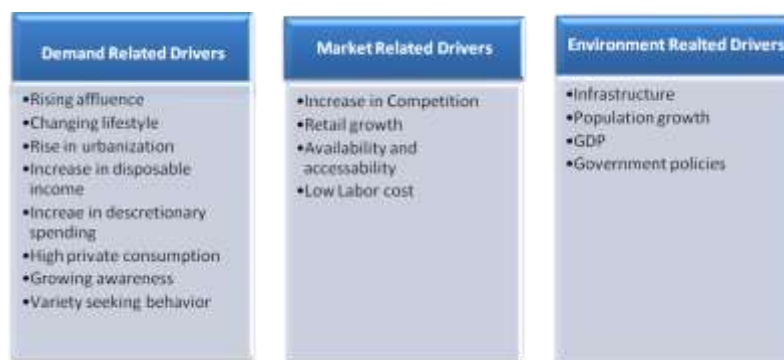 Demand Related Drivers
•Rising affluence
•Changing lifestyle
•Rise in urbanization
•Increase in disposable
income
•Increae in descretionary
spending
•High private consumption
•Growing awareness
•Variety seeking behavior
Market Related Drivers
•Increase in Competition
•Retail growth
•Availability and
accessability
•Low Labor cost
Environment Realted Drivers
•Infrastructure
•Population growth
•GDP
•Government policies